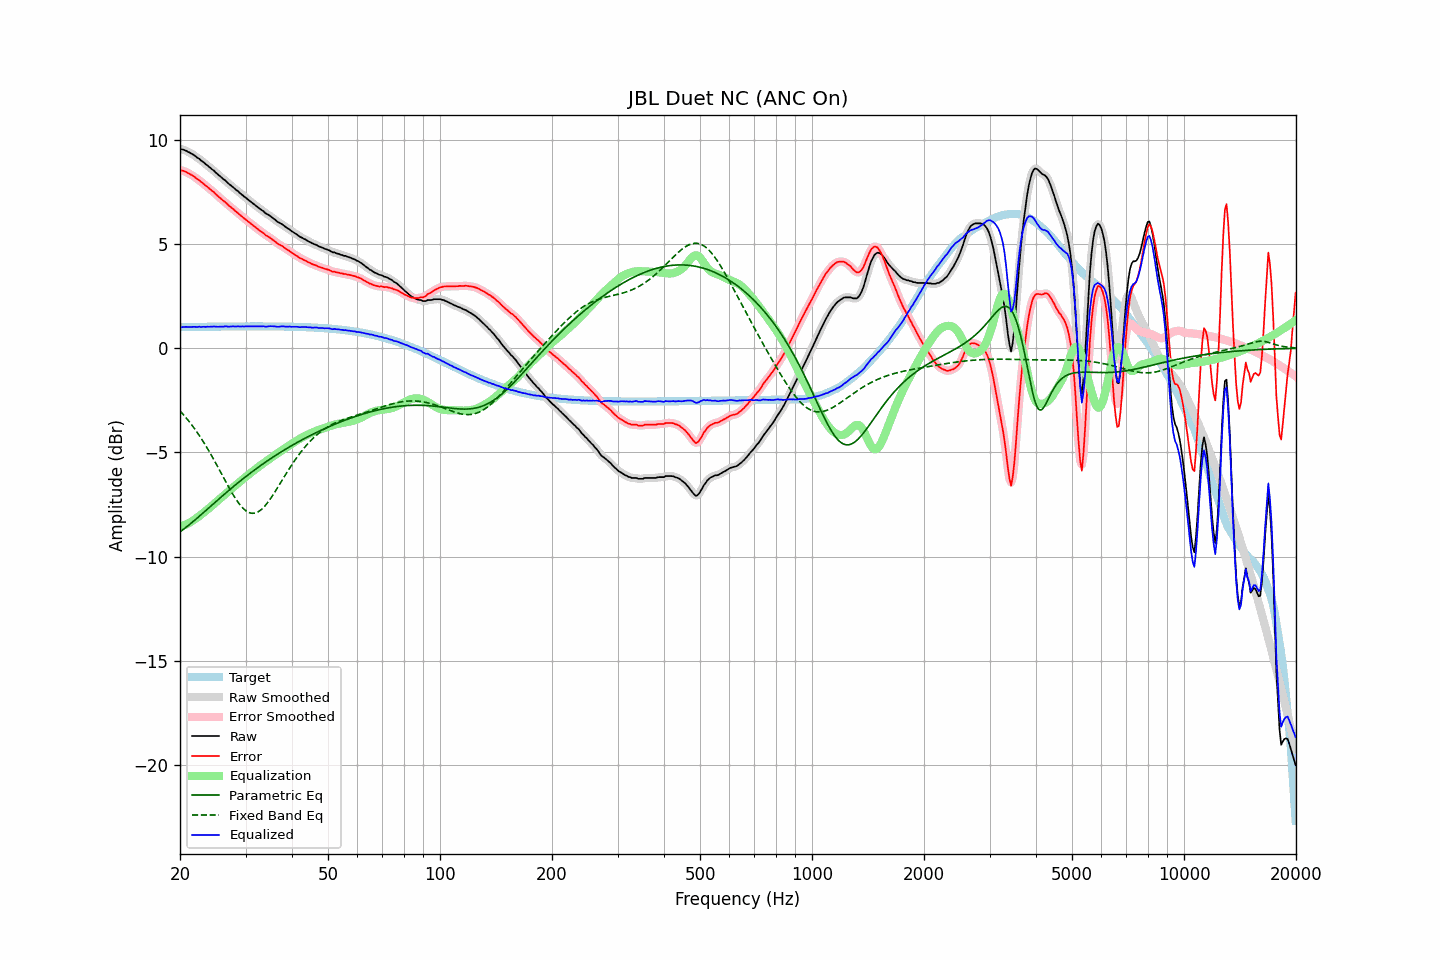 JBL Duet NC (ANC On)
10
5
0
−5
−10
−15
−20
Amplitude (dBr)
Target
Raw Smoothed
Error Smoothed
Raw
Error
Equalization
Parametric Eq
Fixed Band Eq
Equalized
20 50 100 200 500 1000 2000 5000 10000 20000
Frequency (Hz)